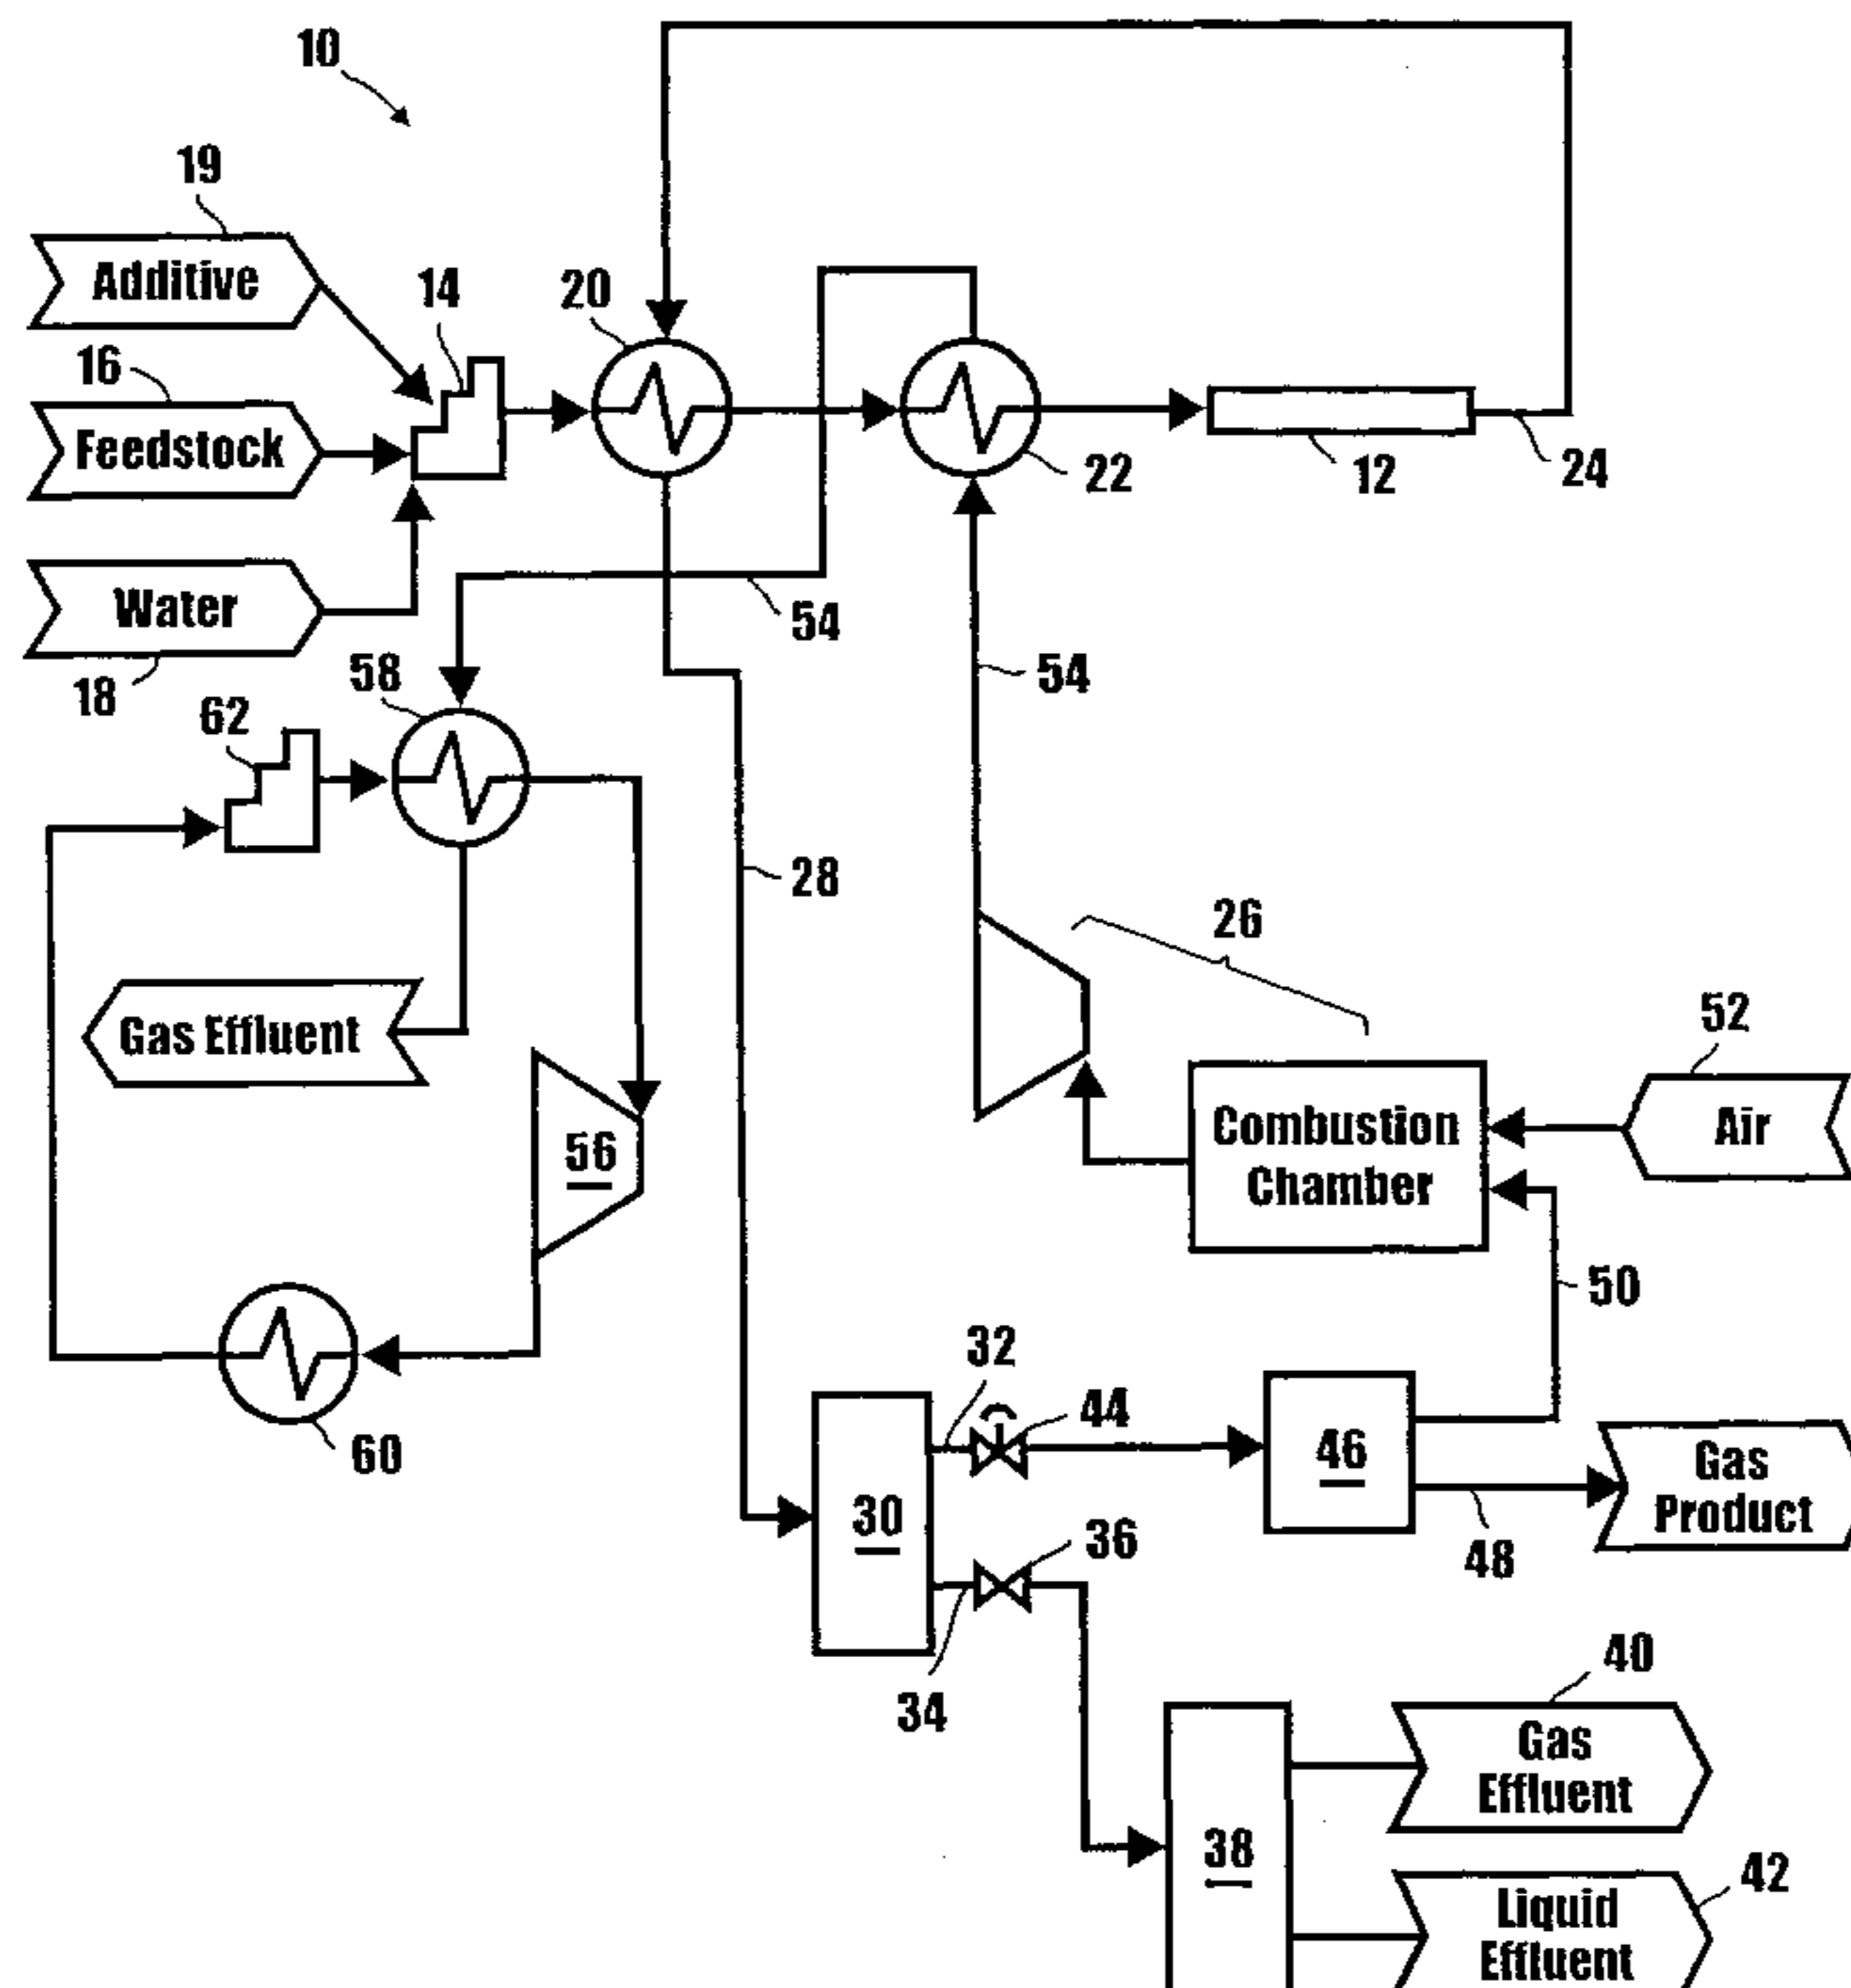 10
19
Additive
14
20
16
Feedstock
22
12
24
Water
18
54
54
58
62
28
26
52
Gas Effluent
Air
Combustion
Chamber
56
50
32
44
60
46
Gas
Product
30
36
48
34
40
Gas
Effluent
38
42
Liquid
Effluent